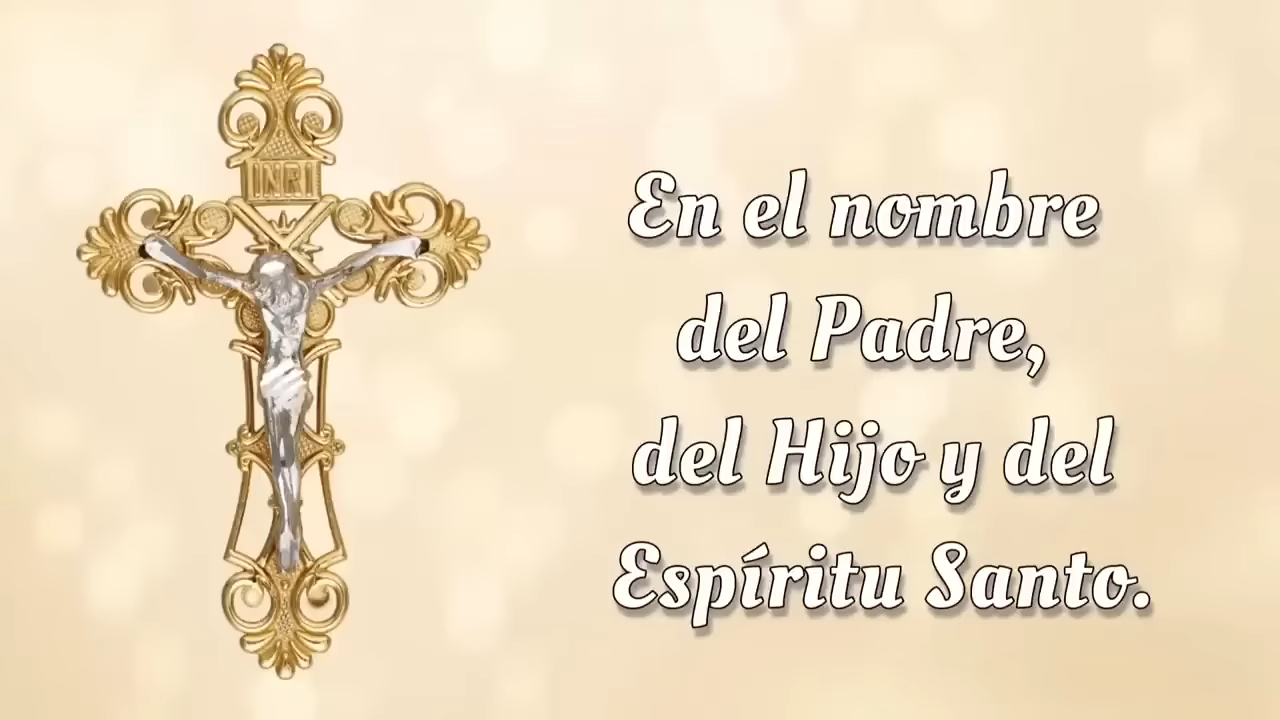 INRI
En el nombre
del Padre,
del Hijo y del
Espíritu Santo.